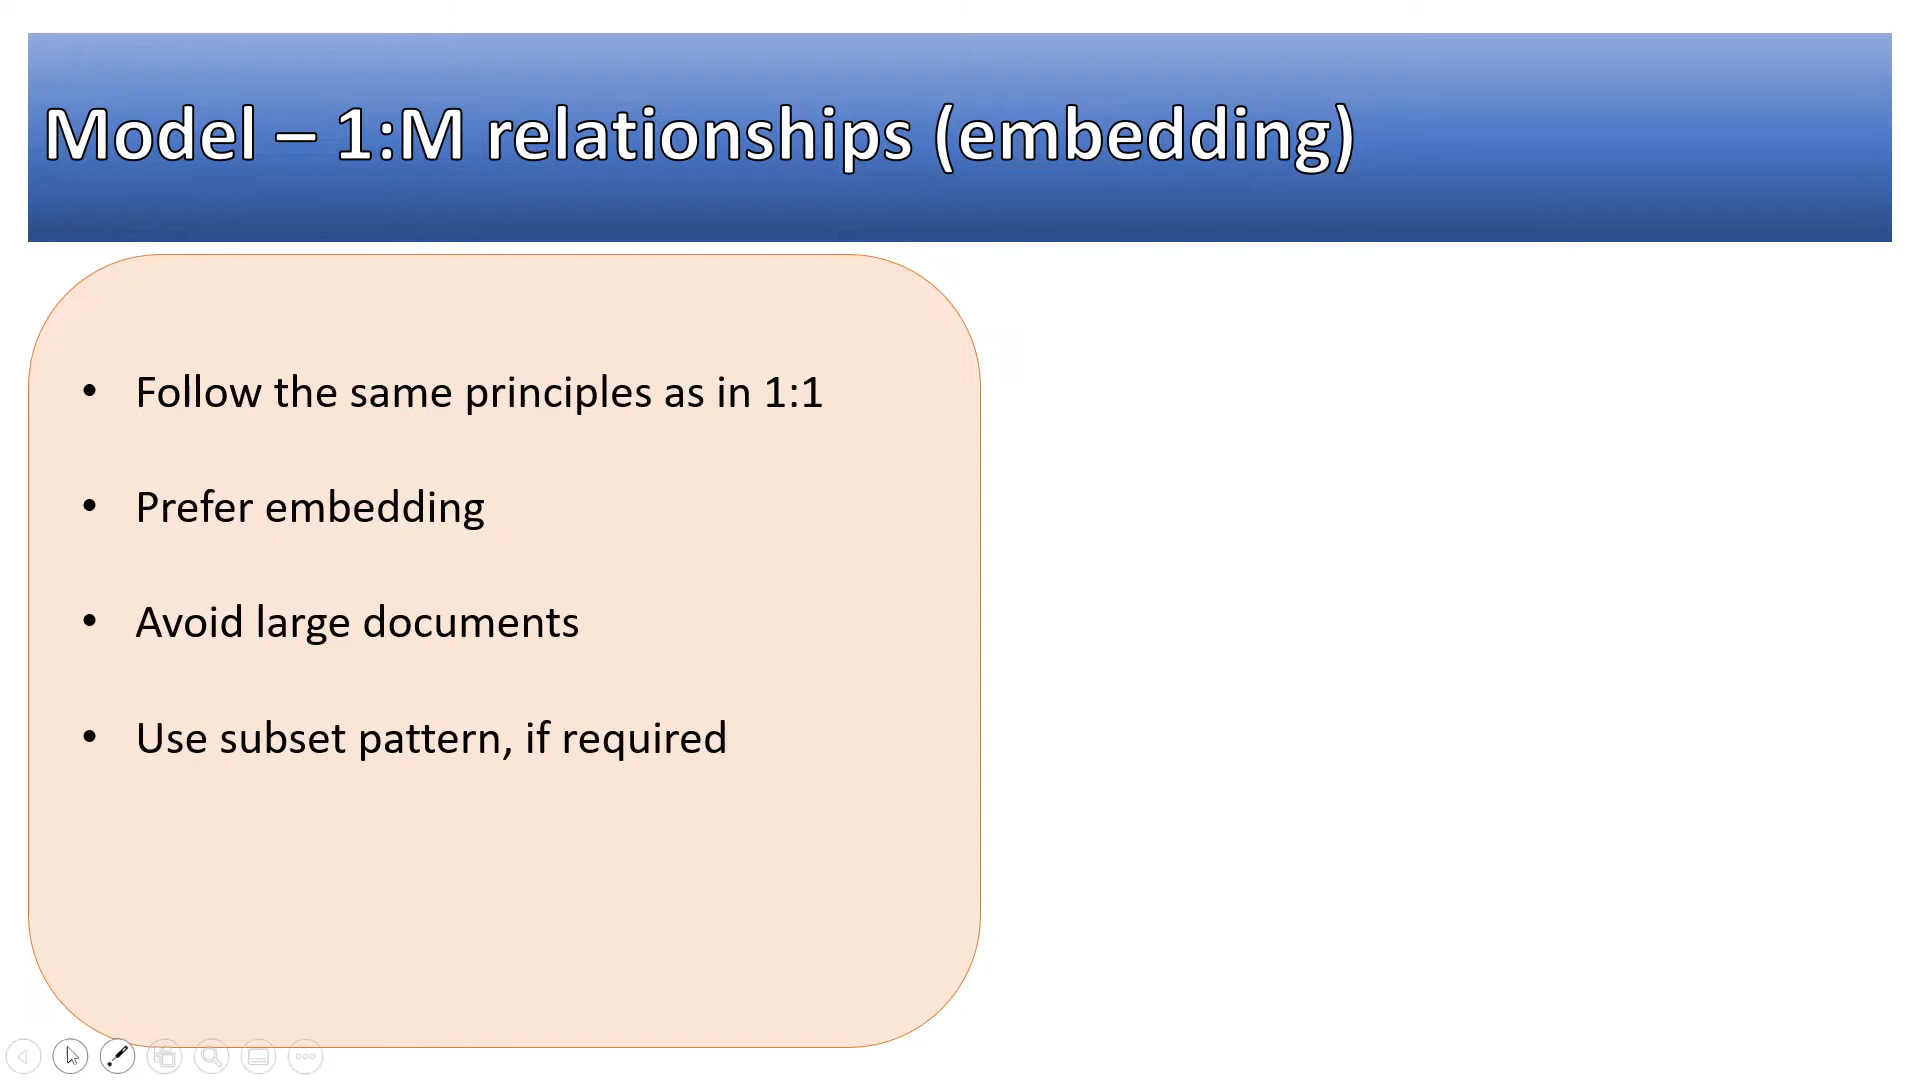 Model – 1:M relationships (embedding)
• Follow the same principles as in 1:1
• Prefer embedding
• Avoid large documents
• Use subset pattern, if required